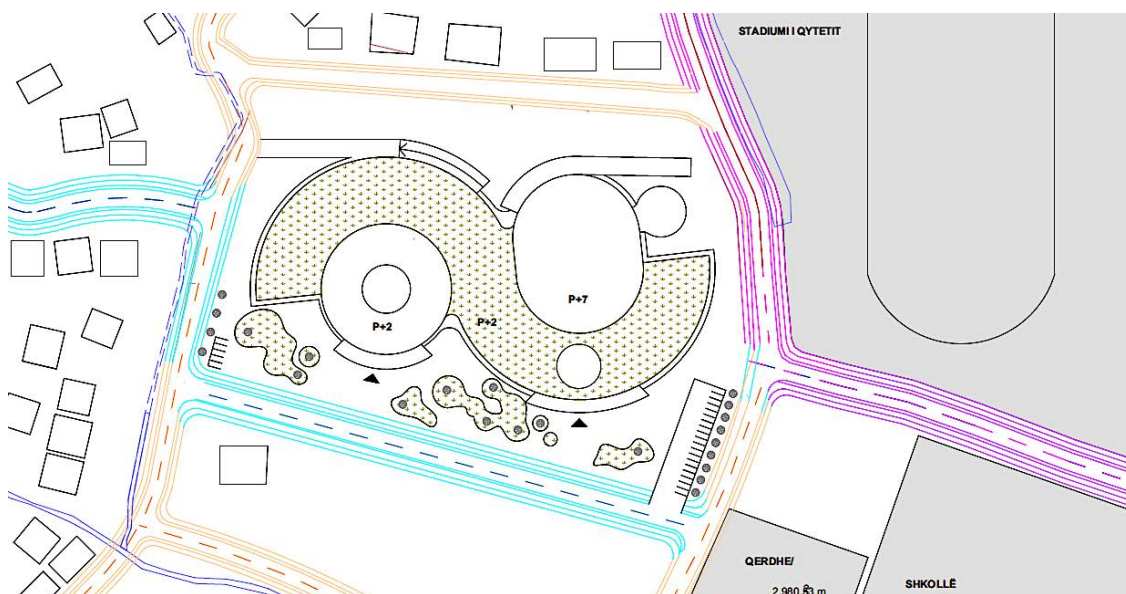 STADIUMI I QYTETIT
P+7
P+2
P+2
QERDHE/
SHKOLLË